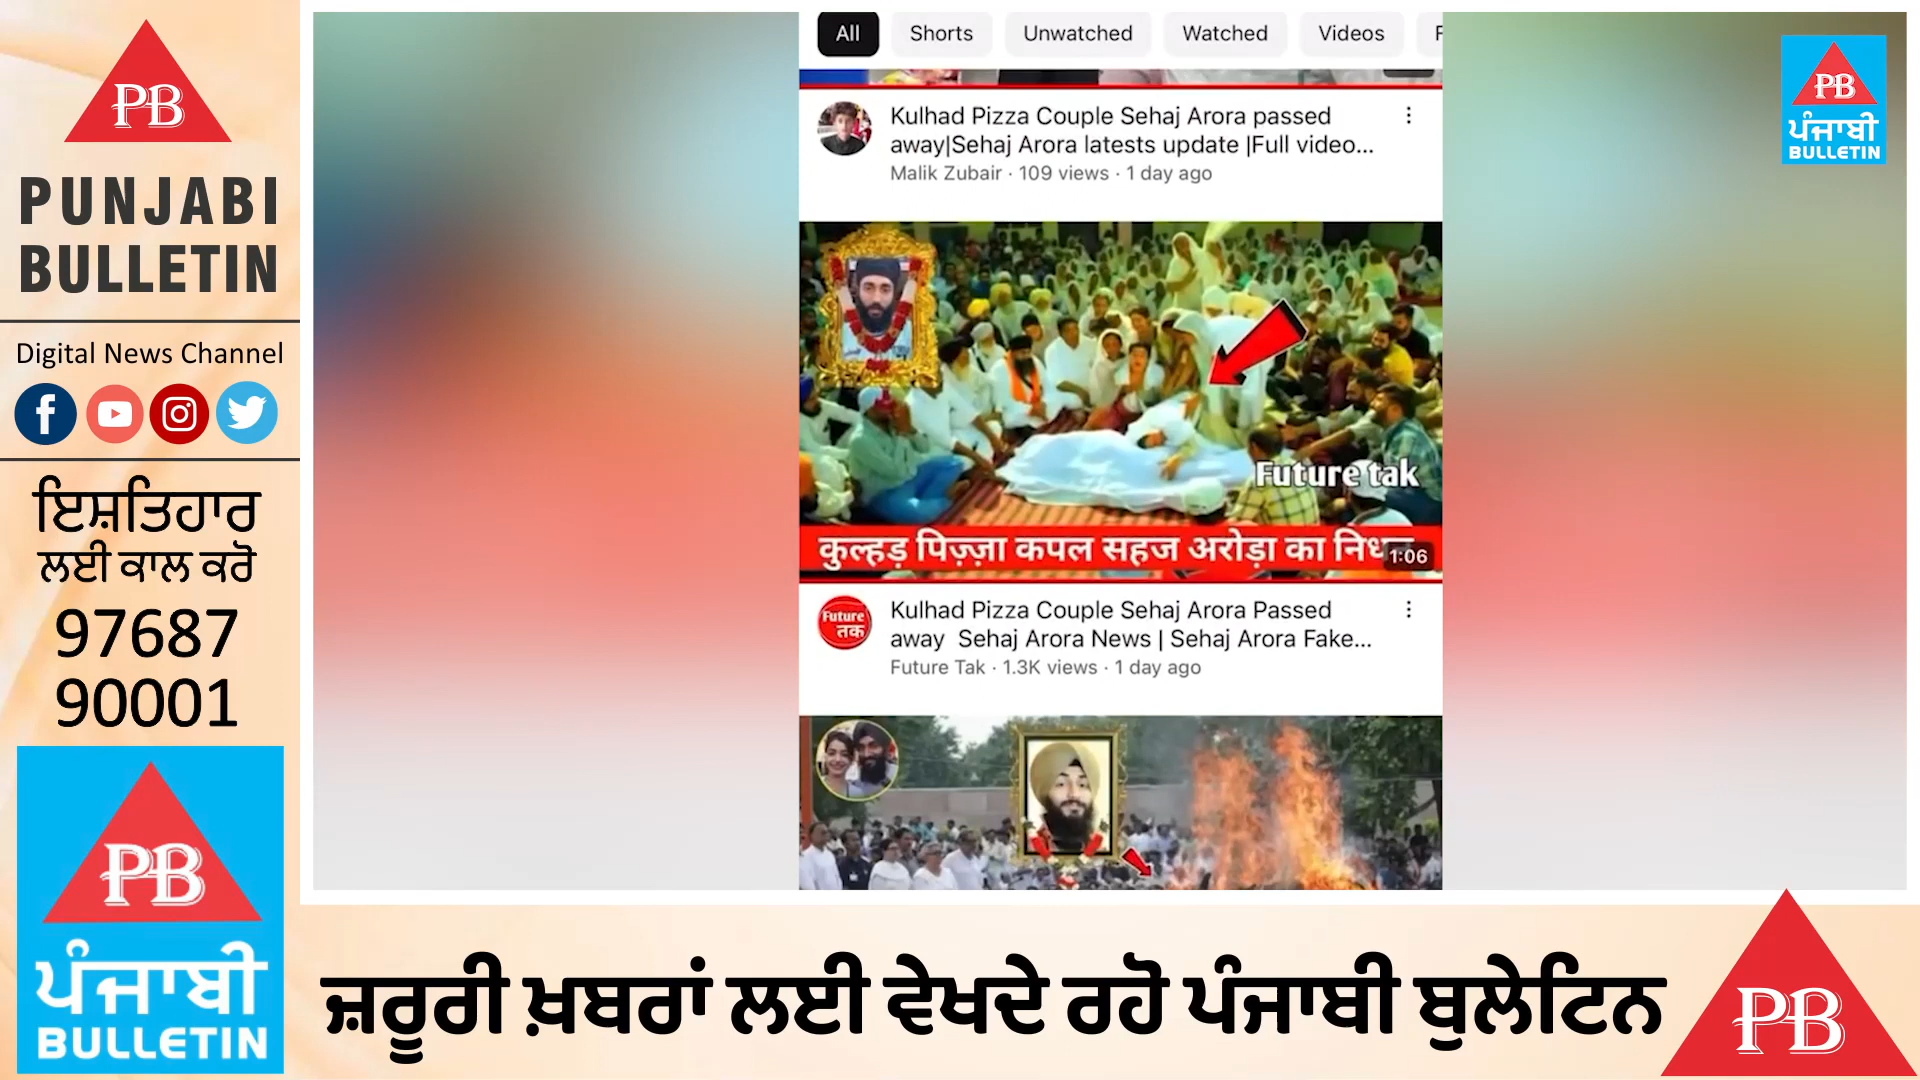 PB
PUNJABI
BULLETIN
Digital News Channel
ਇਸ਼ਤਿਹਾਰ
ਲਈ ਕਾਲ ਕਰੋ
97687
90001
PB
ਪੰਜਾਬੀ
BULLETIN
All Shorts Unwatched Watched Videos
Kulhad Pizza Couple Sehaj Arora passed
away|Sehaj Arora latests update |Full video...
Malik Zubair · 109 views · 1 day ago
Future tak
कुल्हड़ पिज़्ज़ा कपल सहज अरोड़ा का
1:06
Future
तक
Kulhad Pizza Couple Sehaj Arora Passed
away Sehaj Arora News | Sehaj Arora Fake...
Future Tak · 1.3K views · 1 day ago
PB
ਪੰਜਾਬੀ
BULLETIN
ਜ਼ਰੂਰੀ ਖ਼ਬਰਾਂ ਲਈ ਵੇਖਦੇ ਰਹੋ ਪੰਜਾਬੀ ਬੁਲੇਟਿਨ
PB